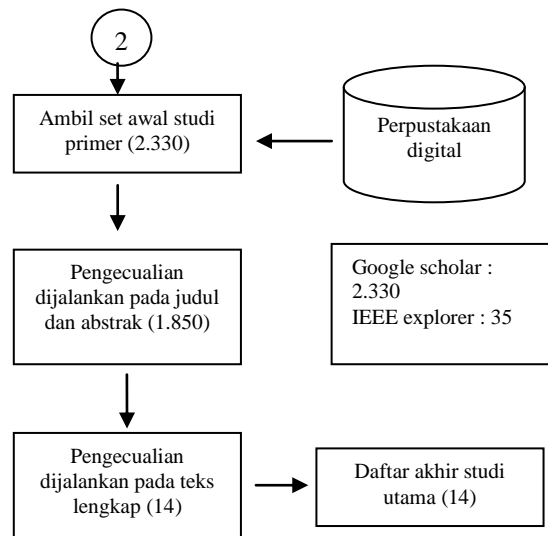 2
Ambil set awal studi
primer (2.330)
Perpustakaan
digital
Pengecualian
dijalankan pada judul
dan abstrak (1.850)
Google scholar :
2.330
IEEE explorer : 35
Pengecualian
dijalankan pada teks
lengkap (14)
Daftar akhir studi
utama (14)